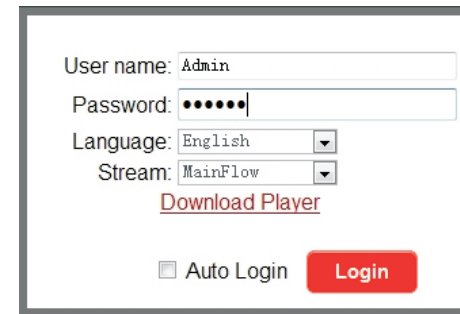 User name: Admin
Password: ••••••
Language: English
Stream: MainFlow
Download Player
Auto Login Login